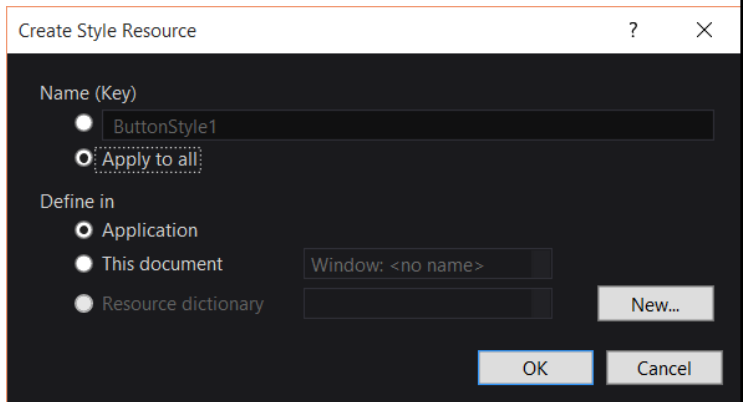 Create Style Resource ?
Name (Key)
ButtonStyle1
Apply to all
Define in
Application
This document Window: <no name>
Resource dictionary New...
OK Cancel